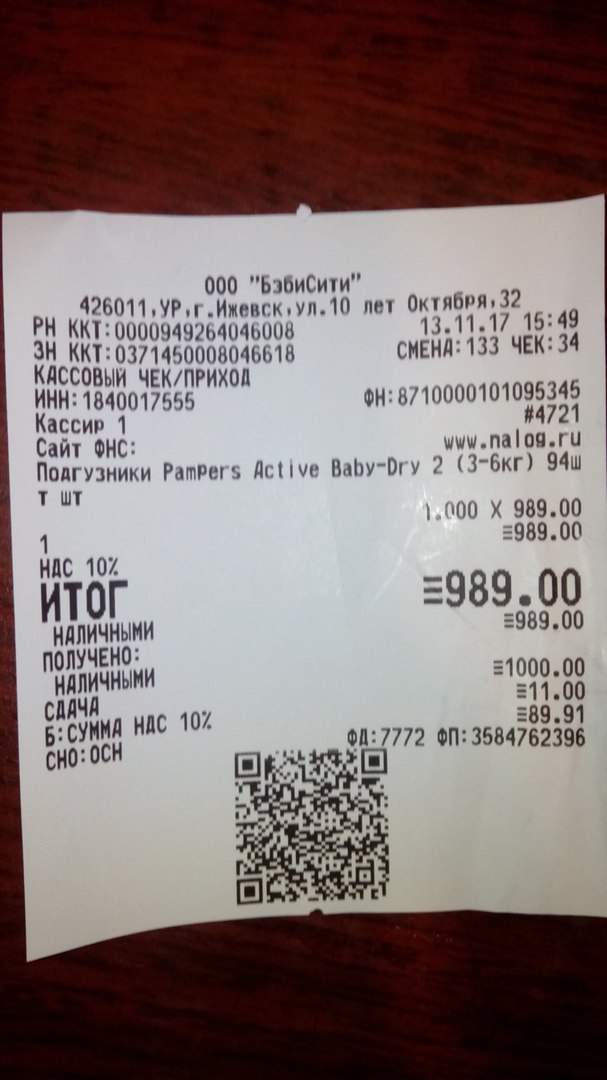 ООО "БэбиСити"
426011,УР,г.Ижевск,ул.10 лет Октября,32
РН ККТ:0000949264046008 13.11.17 15:49
ЗН ККТ:0371450008046618 СМЕНА:133 ЧЕК:34
КАССОВЫЙ ЧЕК/ПРИХОД
ИНН:1840017555 ФН:8710000101095345
Кассир 1 #4721
Сайт ФНС: www.nalog.ru
Подгузники Pampers Active Baby-Dry 2 (3-6кг) 94ш
т шт
1.000 X 989.00
1 ≡989.00
НДС 10%
ИТОГ ≡989.00
НАЛИЧНЫМИ ≡989.00
ПОЛУЧЕНО:
НАЛИЧНЫМИ ≡1000.00
СДАЧА ≡11.00
Б:СУММА НДС 10% ≡89.91
СНО:ОСН ФД:7772 ФП:3584762396